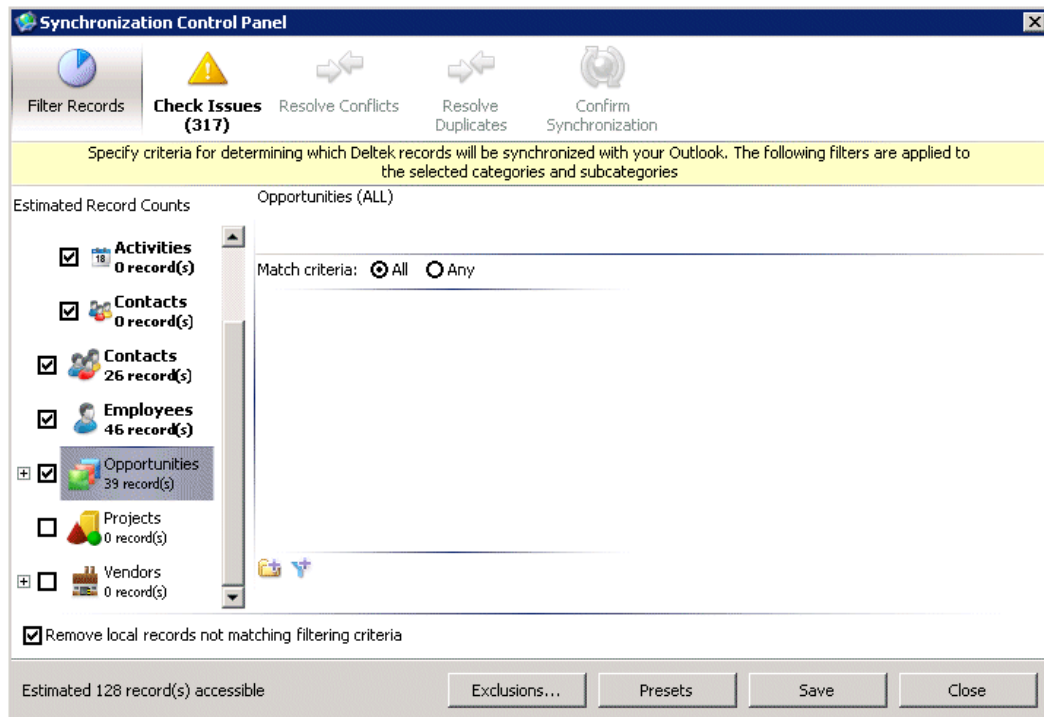 Synchronization Control Panel
Filter Records
Check Issues
(317)
Resolve Conflicts
Resolve
Duplicates
Confirm
Synchronization
Specify criteria for determining which Deltek records will be synchronized with your Outlook. The following filters are applied to
the selected categories and subcategories
Estimated Record Counts
Opportunities (ALL)
18
Activities
0 record(s)
Match criteria: All Any
Contacts
0 record(s)
Contacts
26 record(s)
Employees
46 record(s)
Opportunities
39 record(s)
Projects
0 record(s)
Vendors
0 record(s)
Remove local records not matching filtering criteria
Estimated 128 record(s) accessible
Exclusions...
Presets
Save
Close